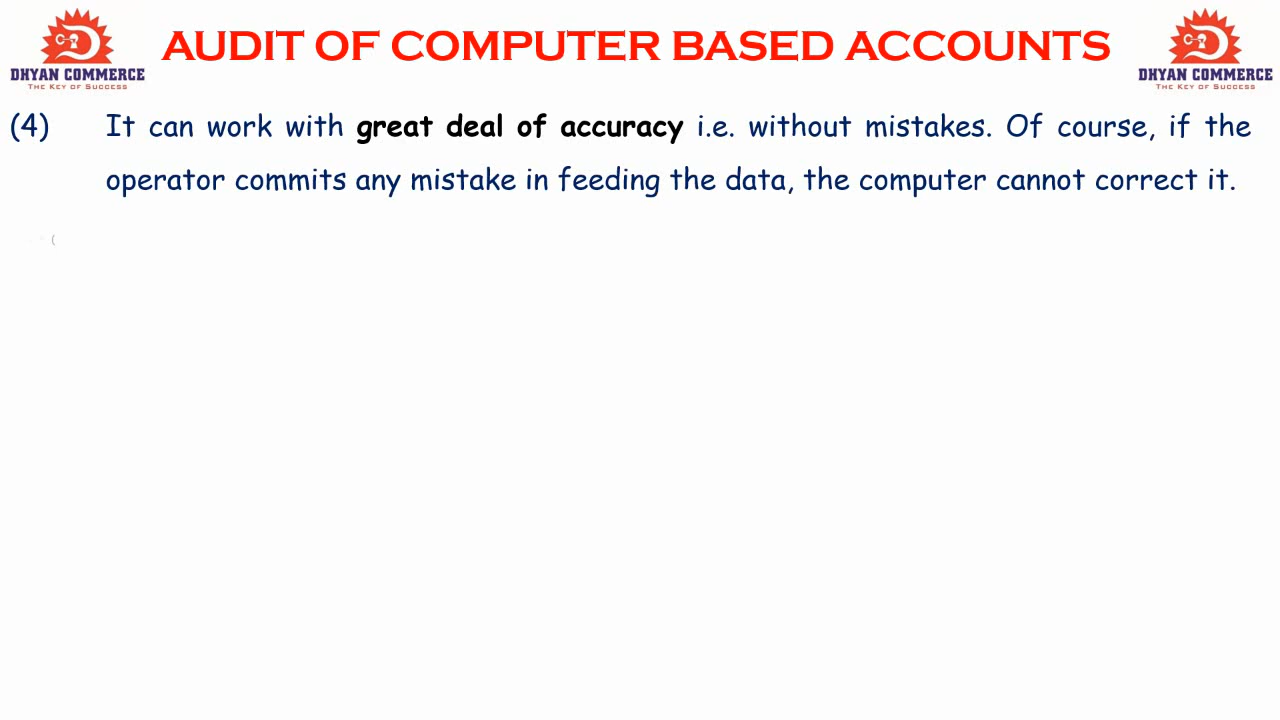 AUDIT OF COMPUTER BASED ACCOUNTS
DHYAN COMMERCE
THE KEY OF SUCCESS
DHYAN COMMERCE
THE KEY OF SUCCESS
(4) It can work with great deal of accuracy i.e. without mistakes. Of course, if the
operator commits any mistake in feeding the data, the computer cannot correct it.